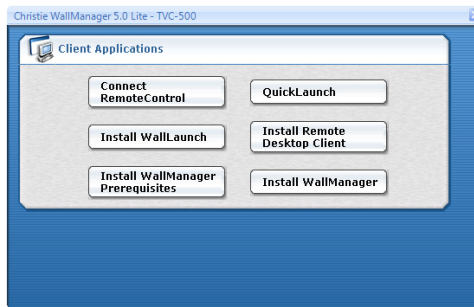 Christie WallManager 5.0 Lite - TVC-500
Client Applications
Connect
RemoteControl
QuickLaunch
Install WallLaunch
Install Remote
Desktop Client
Install WallManager
Prerequisites
Install WallManager